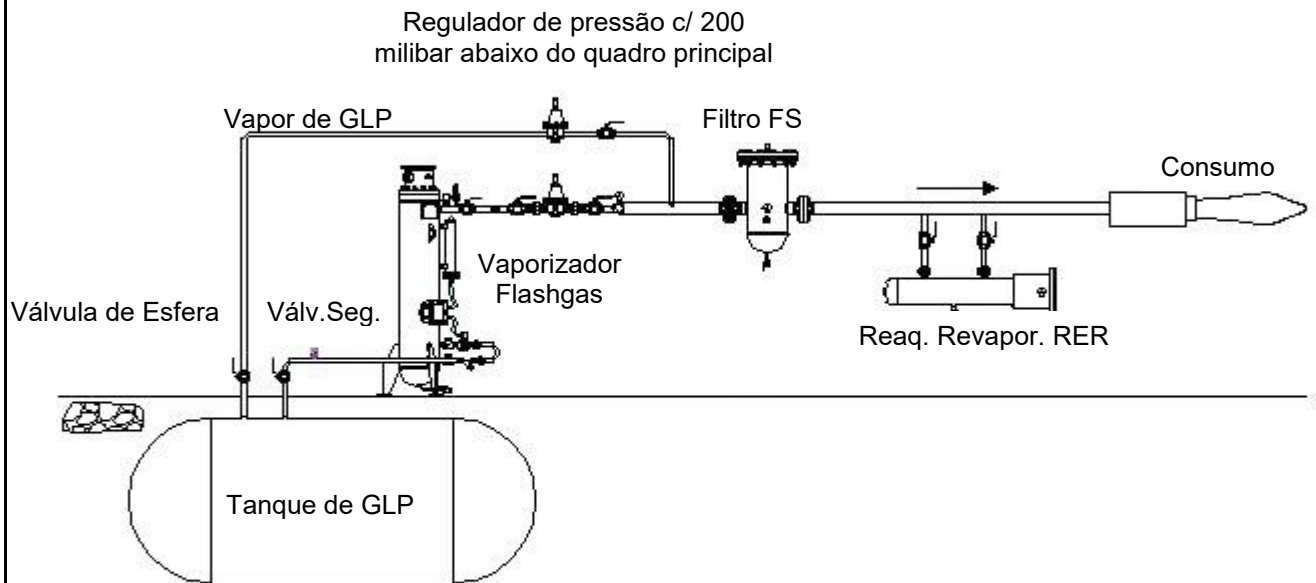 Regulador de pressão c/ 200
milibar abaixo do quadro principal
Vapor de GLP
Filtro FS
Consumo
Vaporizador
Flashgas
Válvula de Esfera
Válv.Seg.
Reaq. Revapor. RER
Tanque de GLP